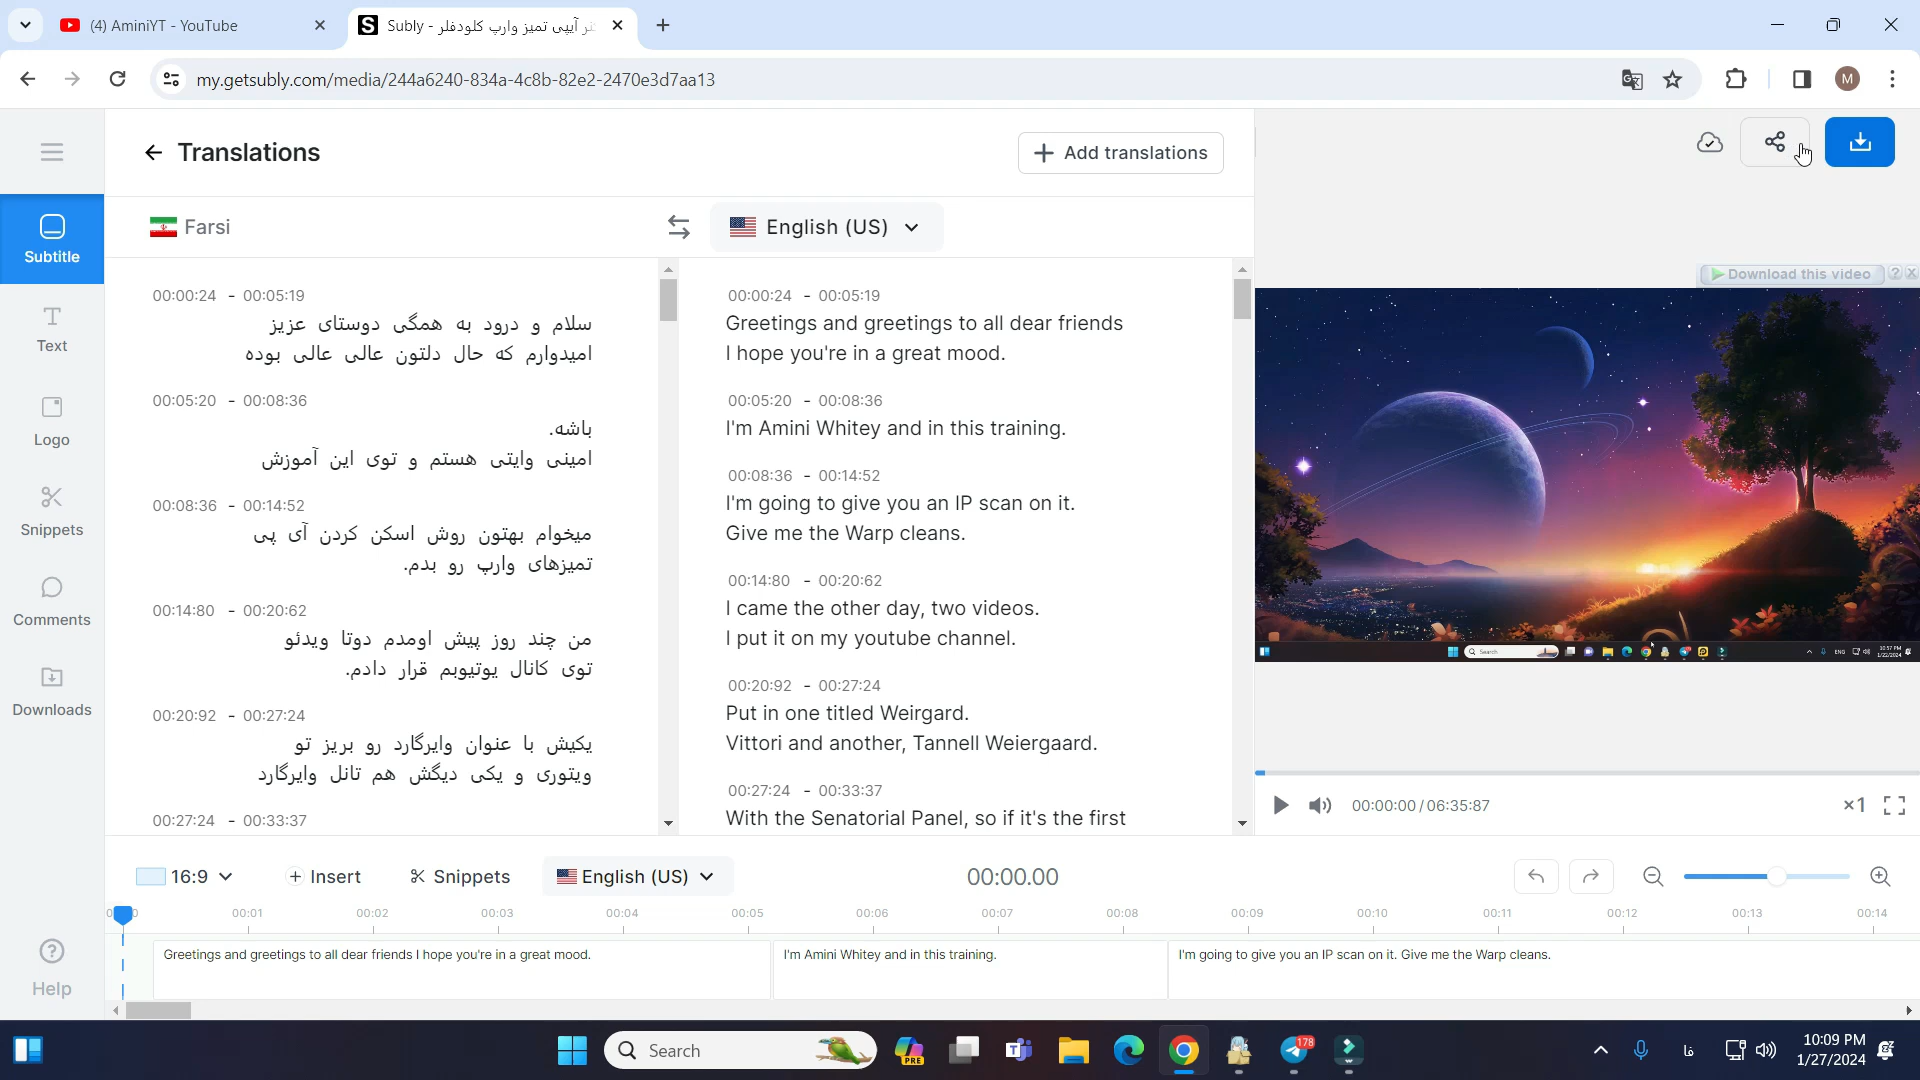 (4) AminiYT - YouTube
Subly - نر آیپی تمیز وارپ کلودفلر
my.getsubly.com/media/244a6240-834a-4c8b-82e2-2470e3d7aa13
M
Translations
Add translations
Farsi
English (US)
Subtitle
Text
Logo
Snippets
Comments
Downloads
Help
00:00:24 - 00:05:19
سلام و درود به همگی دوستای عزیز
امیدوارم که حال دلتون عالی عالی بوده
00:05:20 - 00:08:36
باشه.
امینی وایتی هستم و توی این آموزش
00:08:36 - 00:14:52
میخوام بهتون روش اسکن کردن آی پی
تمیزهای وارپ رو بدم.
00:14:80 - 00:20:62
من چند روز پیش اومدم دوتا ویدئو
توی کانال یوتیوبم قرار دادم.
00:20:92 - 00:27:24
یکیش با عنوان وایرگارد رو بریز تو
ویتوری و یکی دیگش هم تانل وایرگارد
00:27:24 - 00:33:37
00:00:24 - 00:05:19
Greetings and greetings to all dear friends
I hope you're in a great mood.
00:05:20 - 00:08:36
I'm Amini Whitey and in this training.
00:08:36 - 00:14:52
I'm going to give you an IP scan on it.
Give me the Warp cleans.
00:14:80 - 00:20:62
I came the other day, two videos.
I put it on my youtube channel.
00:20:92 - 00:27:24
Put in one titled Weirgard.
Vittori and another, Tannell Weiergaard.
00:27:24 - 00:33:37
With the Senatorial Panel, so if it's the first
Download this video ? x
Search
ENG
10:57 PM
1/22/2024
00:00:00 / 06:35:87
×1
16:9
Insert
Snippets
English (US)
00:00.00
00:01 00:02 00:03 00:04 00:05 00:06 00:07 00:08 00:09 00:10 00:11 00:12 00:13 00:14
Greetings and greetings to all dear friends I hope you're in a great mood.
I'm Amini Whitey and in this training.
I'm going to give you an IP scan on it. Give me the Warp cleans.
Search
PRE
178
فا
10:09 PM
1/27/2024